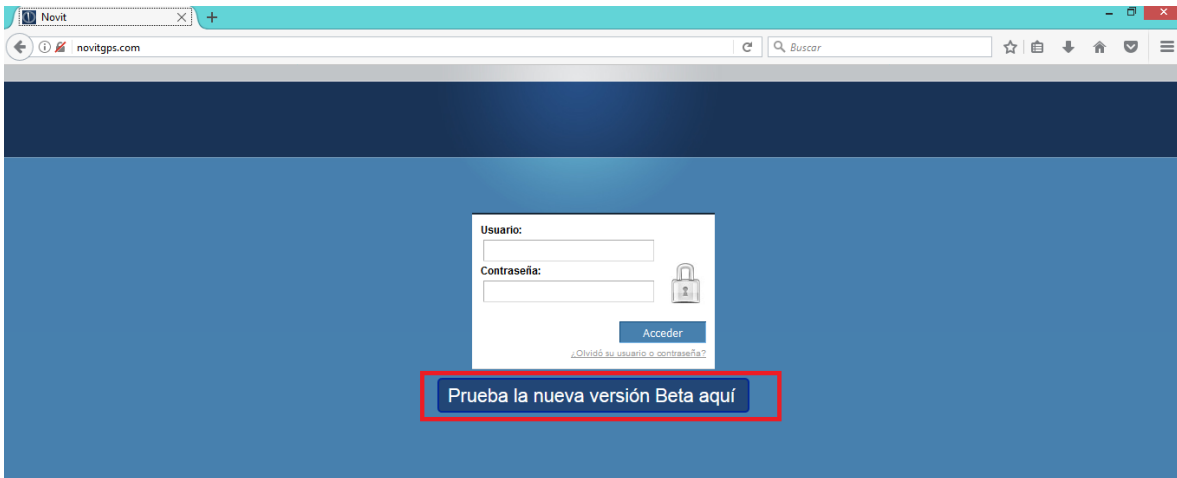 Novit
novitgps.com
Buscar
Usuario:
Contraseña:
Acceder
¿Olvidó su usuario o contraseña?
Prueba la nueva versión Beta aquí